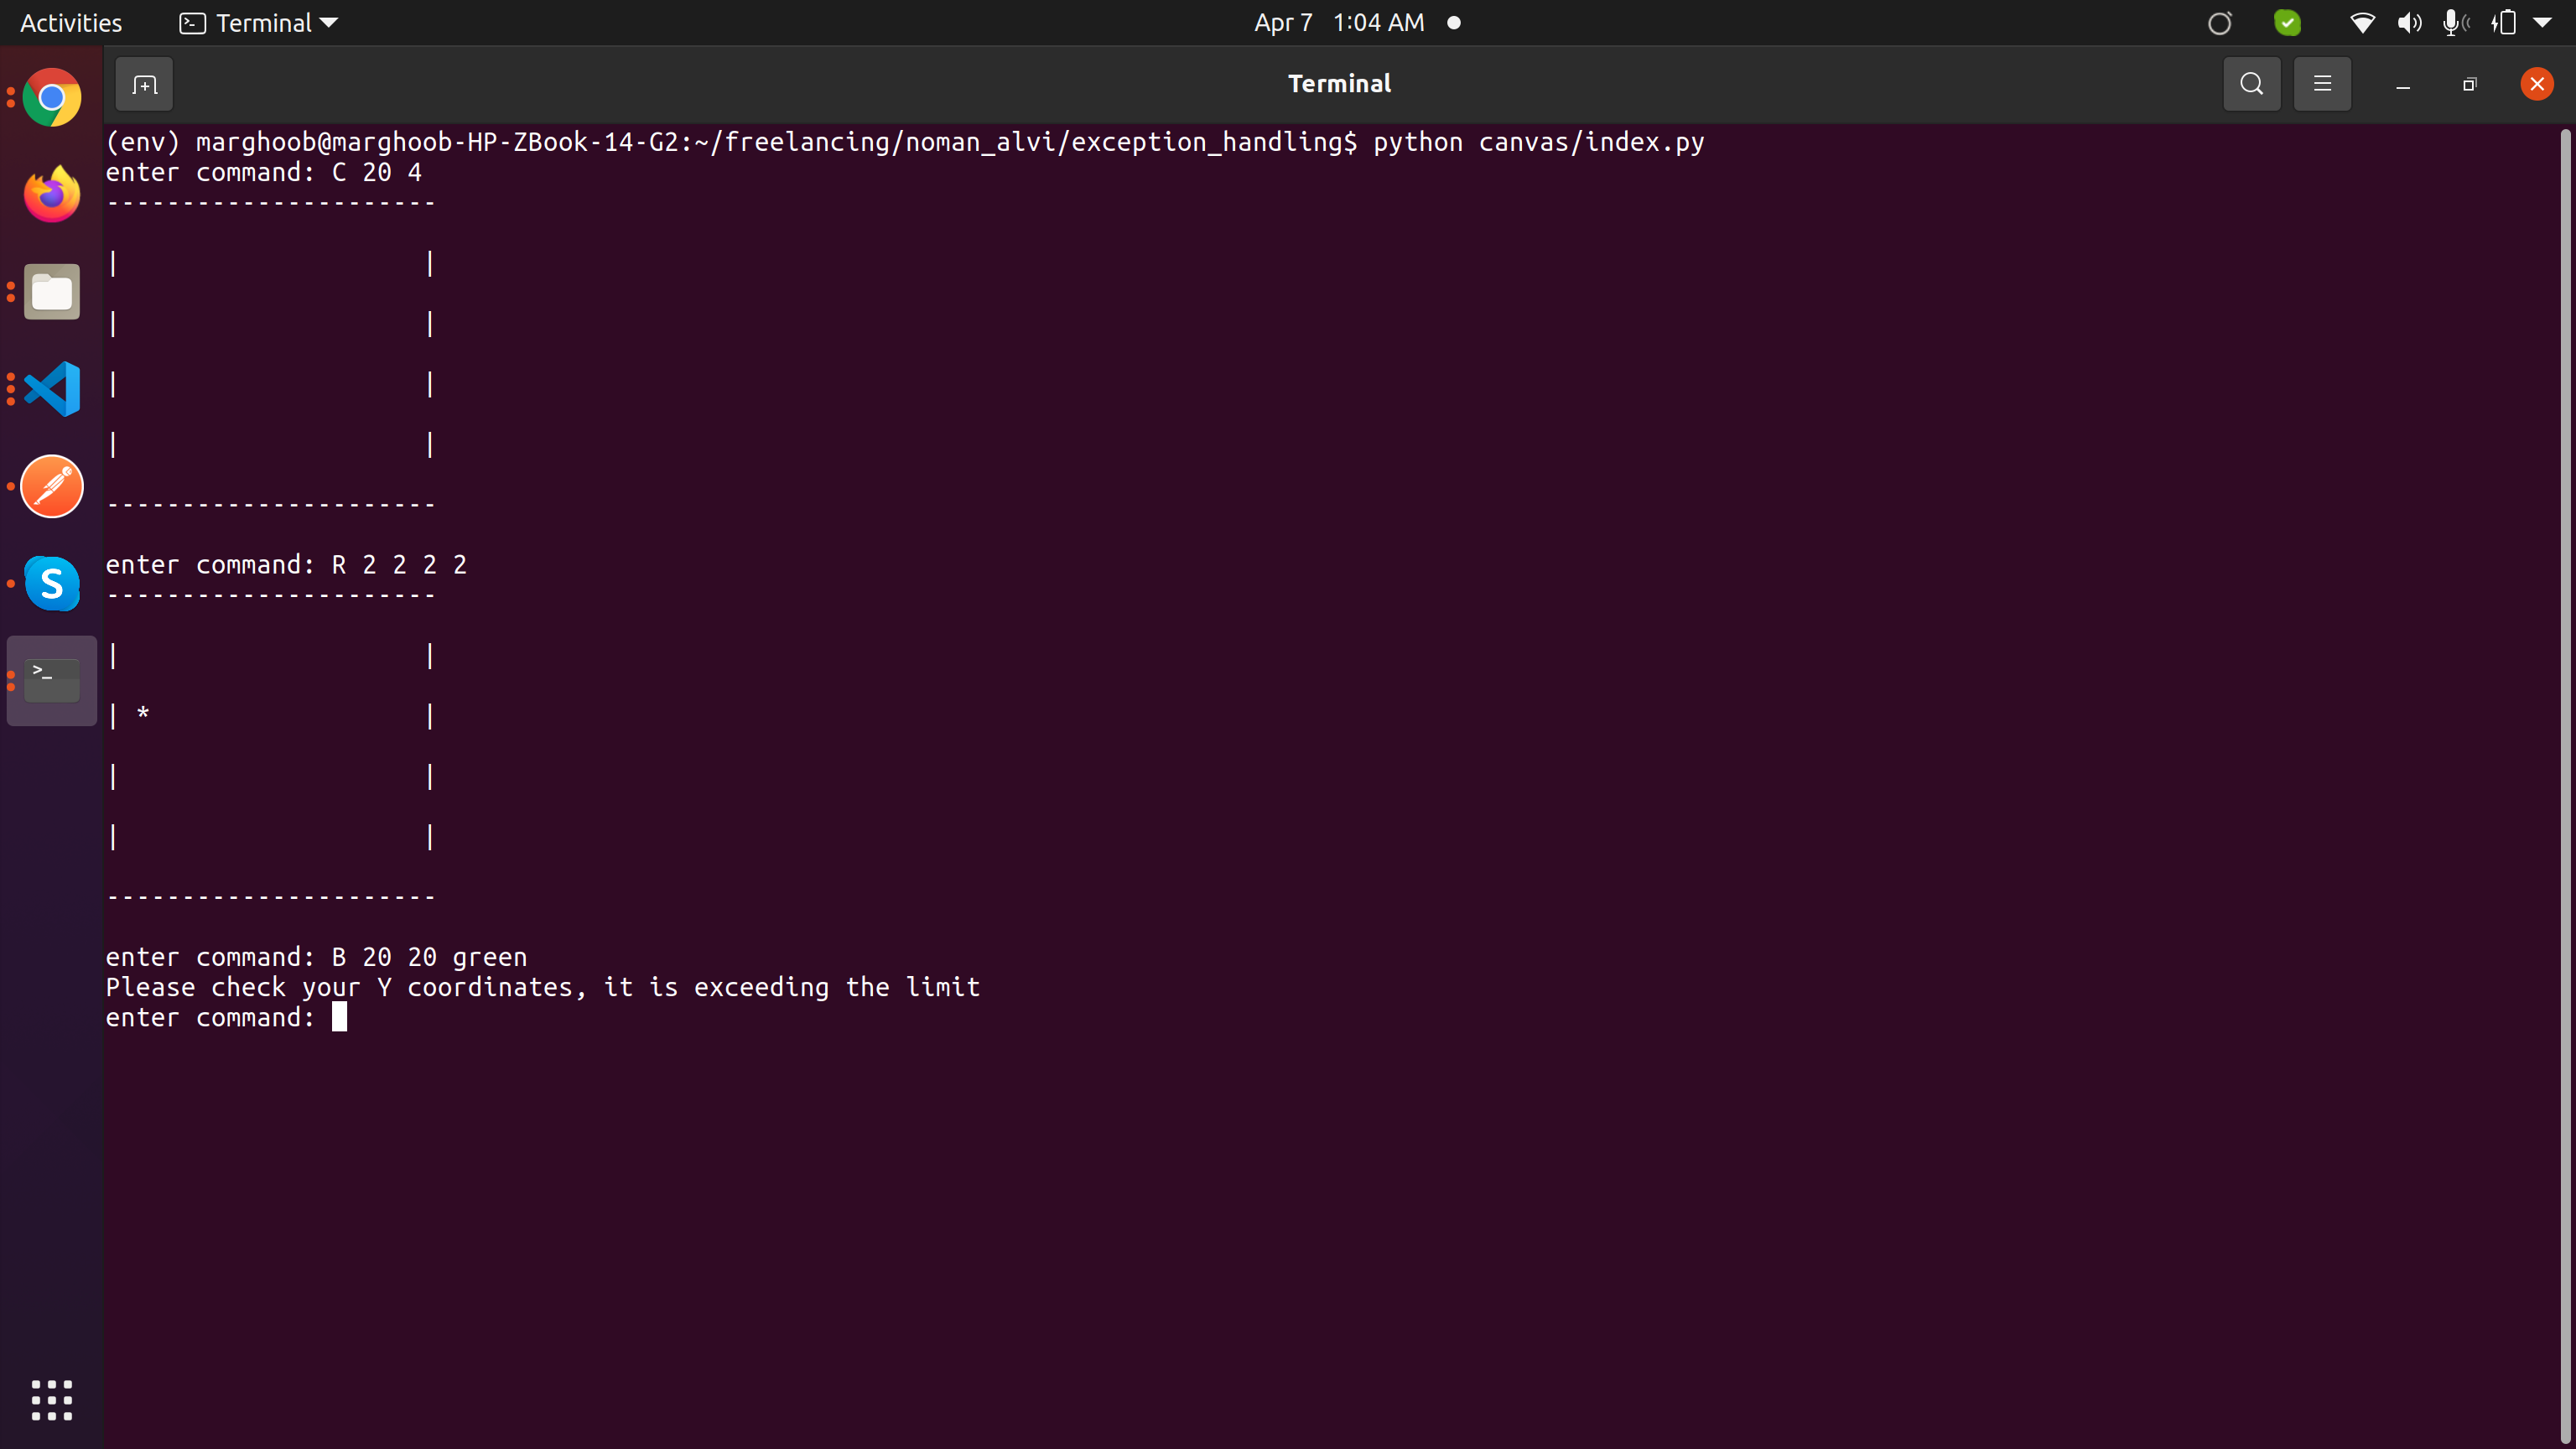 Activities Terminal Apr 7 1:04 AM
Terminal
(env) marghoob@marghoob-HP-ZBook-14-G2:~/freelancing/noman_alvi/exception_handling$ python canvas/index.py
enter command: C 20 4
----------------------
|                    |
|                    |
|                    |
|                    |
----------------------
enter command: R 2 2 2 2
----------------------
|                    |
| *                  |
|                    |
|                    |
----------------------
enter command: B 20 20 green
Please check your Y coordinates, it is exceeding the limit
enter command: